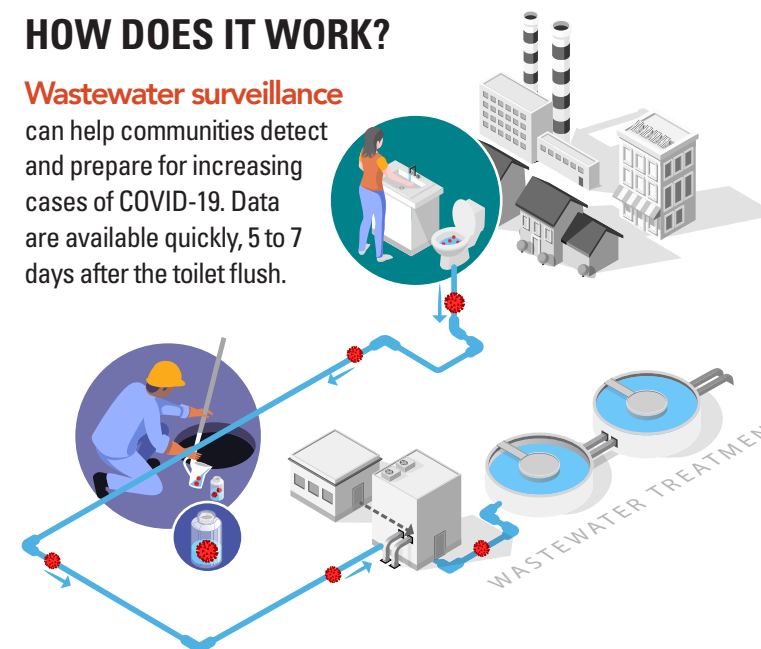 HOW DOES IT WORK?
Wastewater surveillance
can help communities detect
and prepare for increasing
cases of COVID-19. Data
are available quickly, 5 to 7
days after the toilet flush.
WASTEWATER TREATMEN